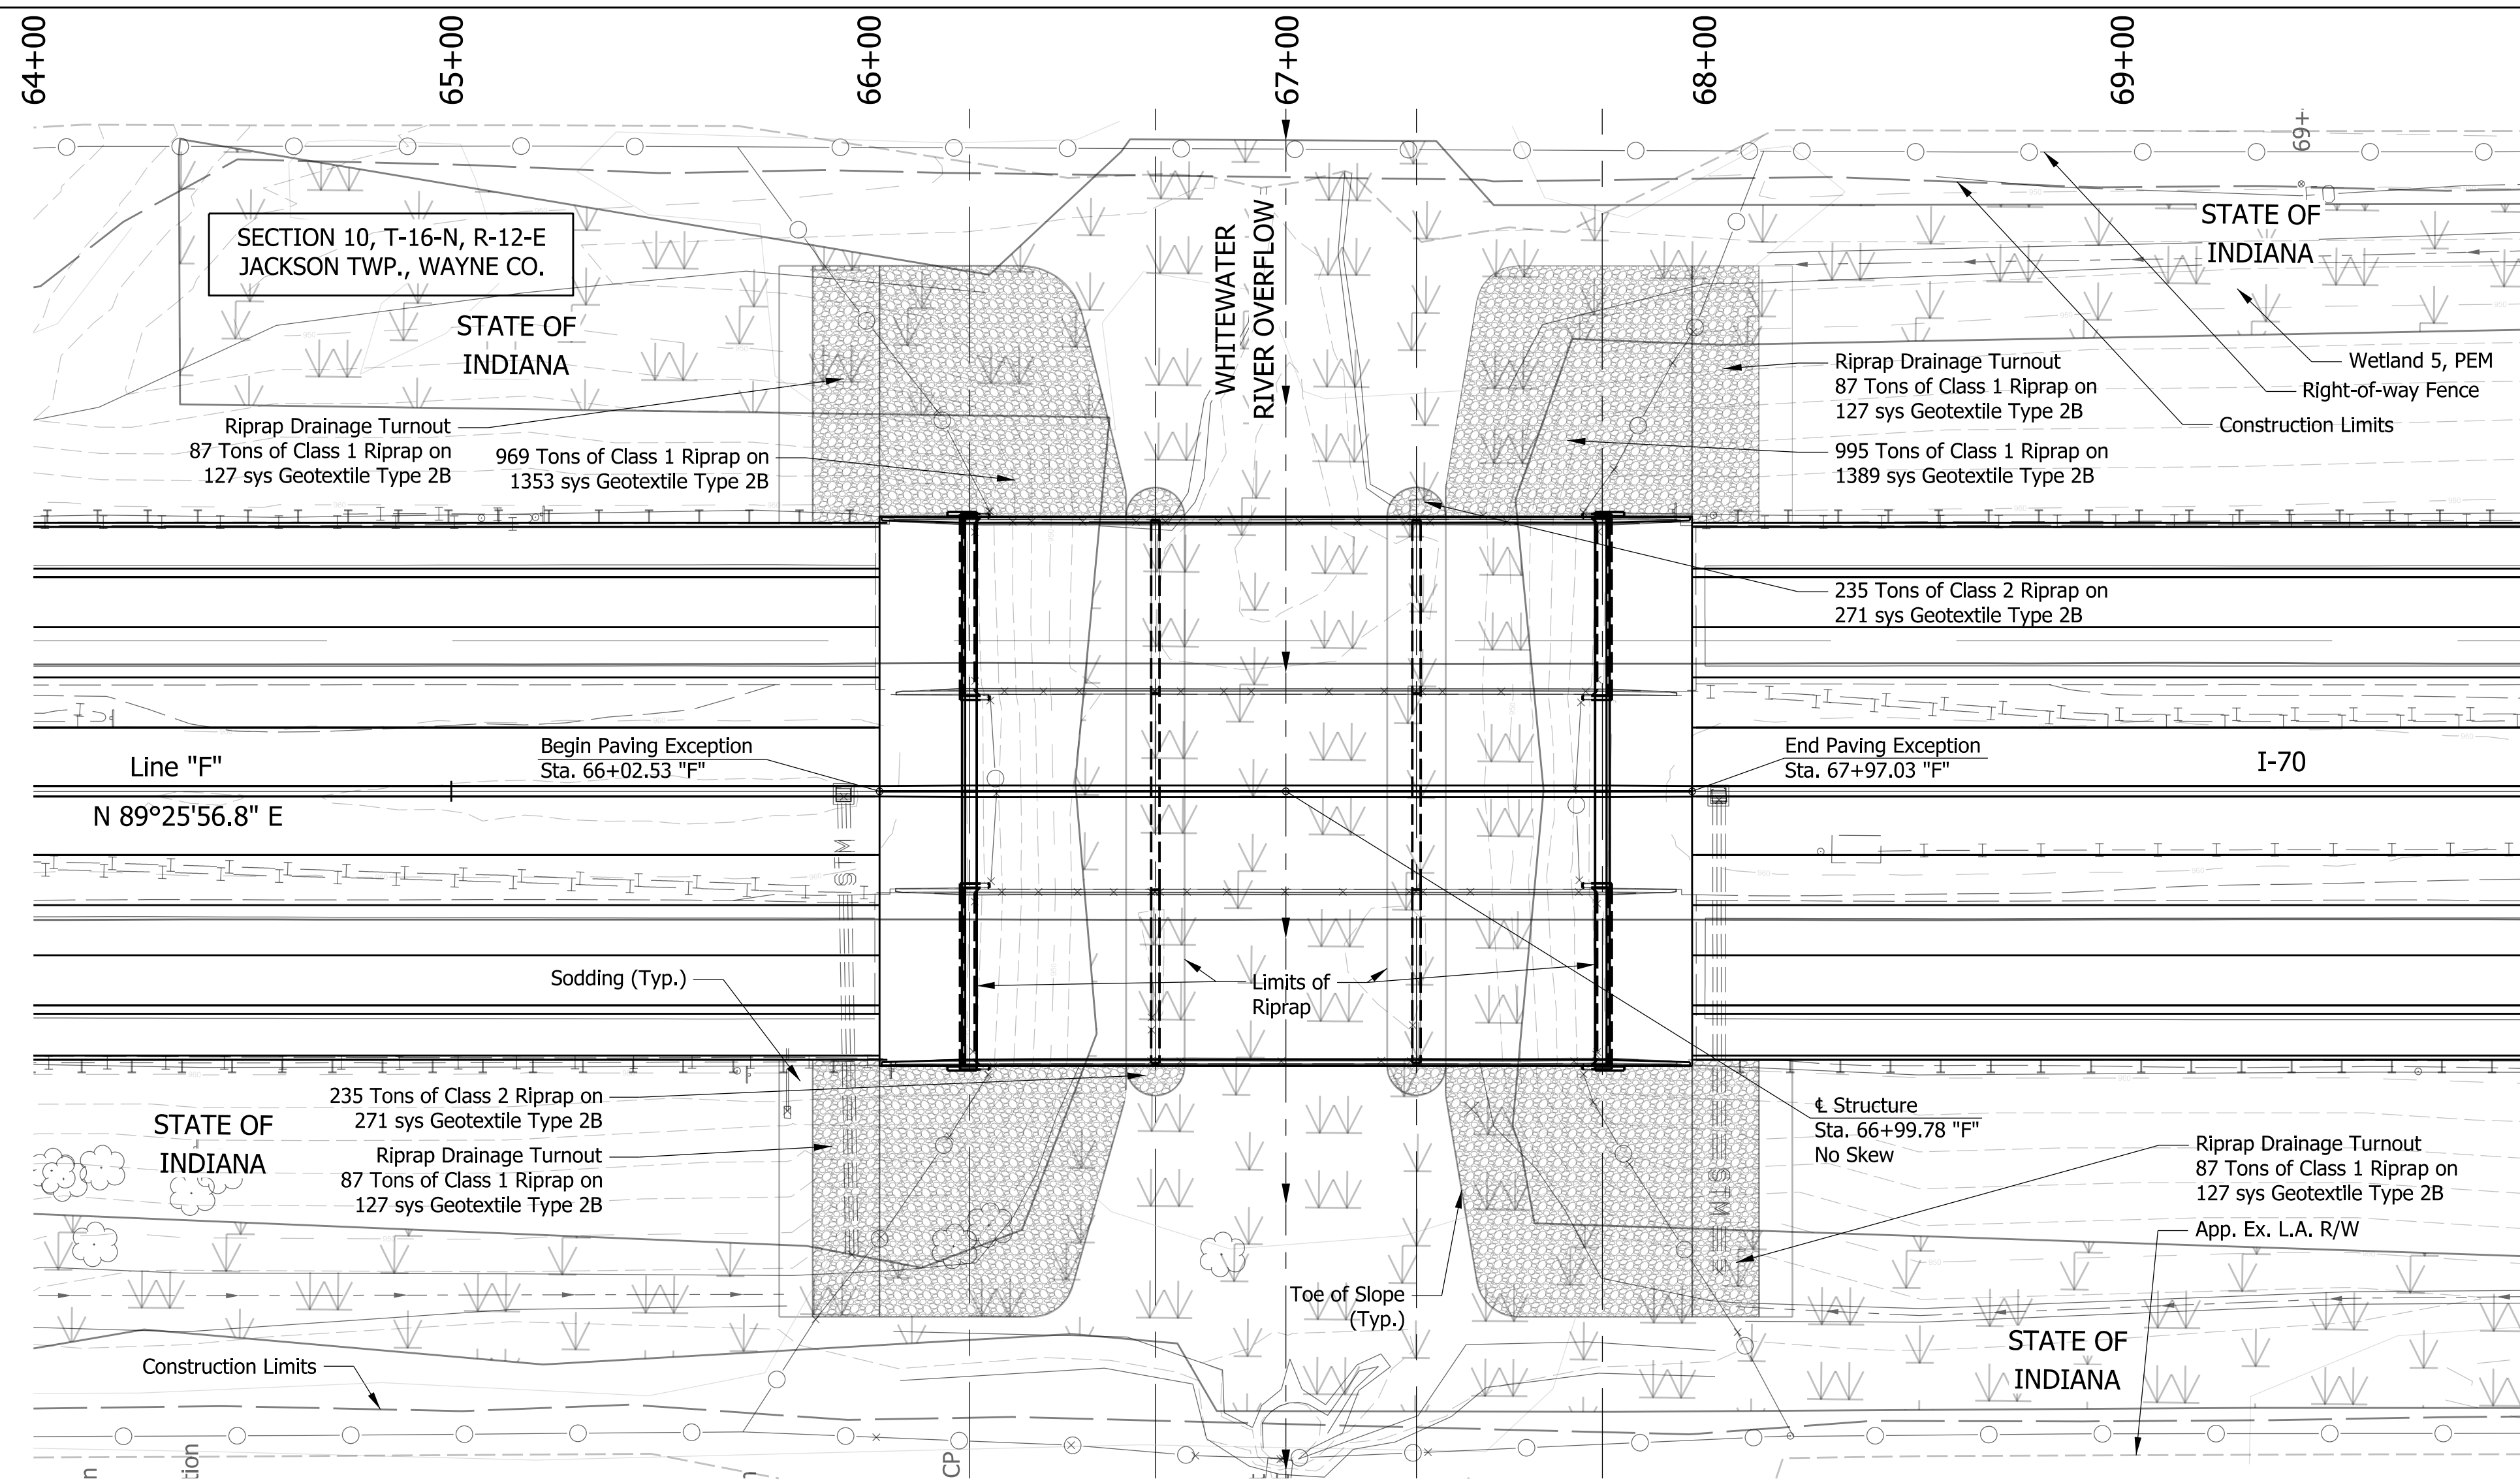 64+00
65+00
66+00
67+00
68+00
69+00
69+
SECTION 10, T-16-N, R-12-E
JACKSON TWP., WAYNE CO.
STATE OF
INDIANA
WHITEWATER
RIVER OVERFLOW
STATE OF
INDIANA
Riprap Drainage Turnout
87 Tons of Class 1 Riprap on
127 sys Geotextile Type 2B
969 Tons of Class 1 Riprap on
1353 sys Geotextile Type 2B
Riprap Drainage Turnout
87 Tons of Class 1 Riprap on
127 sys Geotextile Type 2B
995 Tons of Class 1 Riprap on
1389 sys Geotextile Type 2B
Wetland 5, PEM
Right-of-way Fence
Construction Limits
235 Tons of Class 2 Riprap on
271 sys Geotextile Type 2B
Line "F"
N 89°25'56.8" E
Begin Paving Exception
Sta. 66+02.53 "F"
End Paving Exception
Sta. 67+97.03 "F"
I-70
STM
Sodding (Typ.)
Limits of
Riprap
235 Tons of Class 2 Riprap on
271 sys Geotextile Type 2B
STATE OF
INDIANA
Riprap Drainage Turnout
87 Tons of Class 1 Riprap on
127 sys Geotextile Type 2B
℄ Structure
Sta. 66+99.78 "F"
No Skew
STM
Riprap Drainage Turnout
87 Tons of Class 1 Riprap on
127 sys Geotextile Type 2B
App. Ex. L.A. R/W
Toe of Slope
(Typ.)
STATE OF
INDIANA
Construction Limits
CP